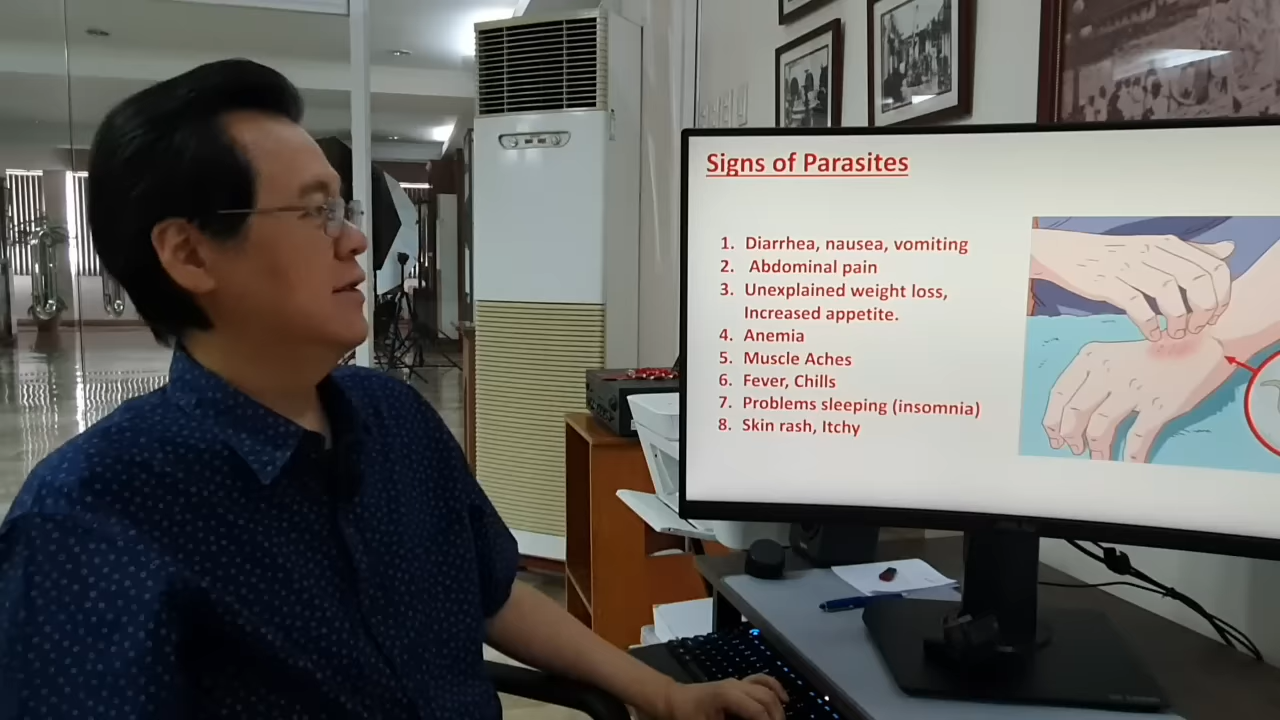 Signs of Parasites
1. Diarrhea, nausea, vomiting
2. Abdominal pain
3. Unexplained weight loss,
Increased appetite.
4. Anemia
5. Muscle Aches
6. Fever, Chills
7. Problems sleeping (insomnia)
8. Skin rash, Itchy